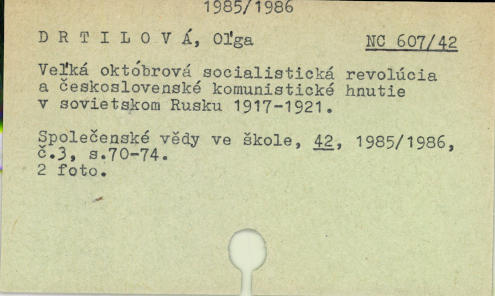 1985/1986
D R T I L O V Á, Oľga NC 607/42
Veľká októbrová socialistická revolúcia
a československé komunistické hnutie
v sovietskom Rusku 1917-1921.
Společenské vědy ve škole, 42, 1985/1986,
č.3, s.70-74.
2 foto.